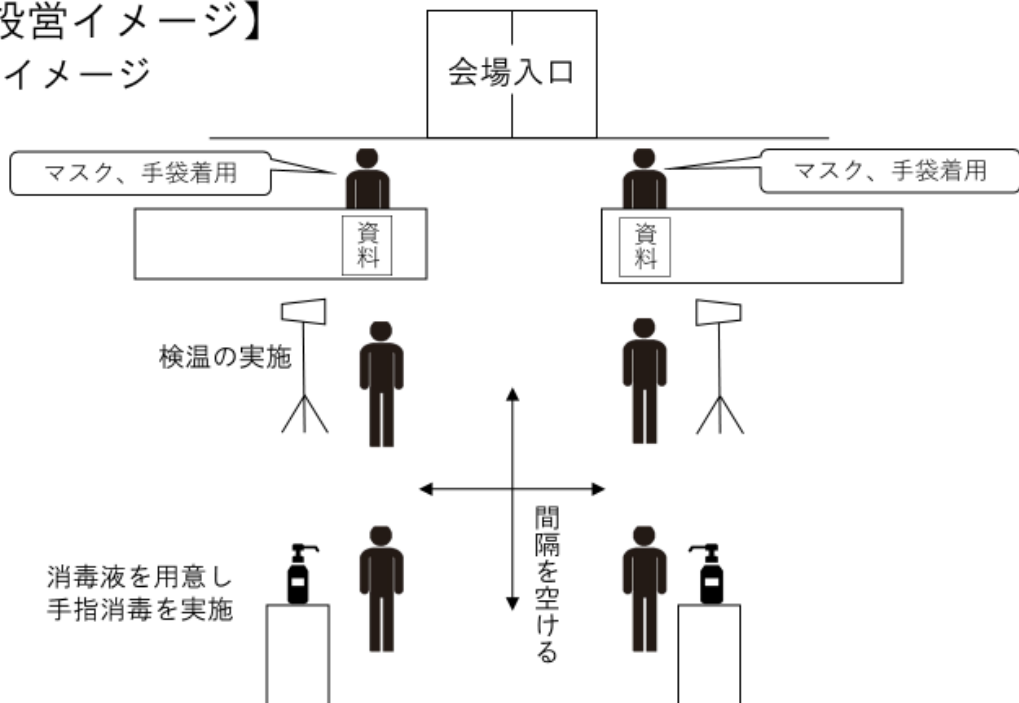 設営イメージ】
イメージ
会場入口
マスク、手袋着用
マスク、手袋着用
資料
資料
検温の実施
間隔を空ける
消毒液を用意し
手指消毒を実施